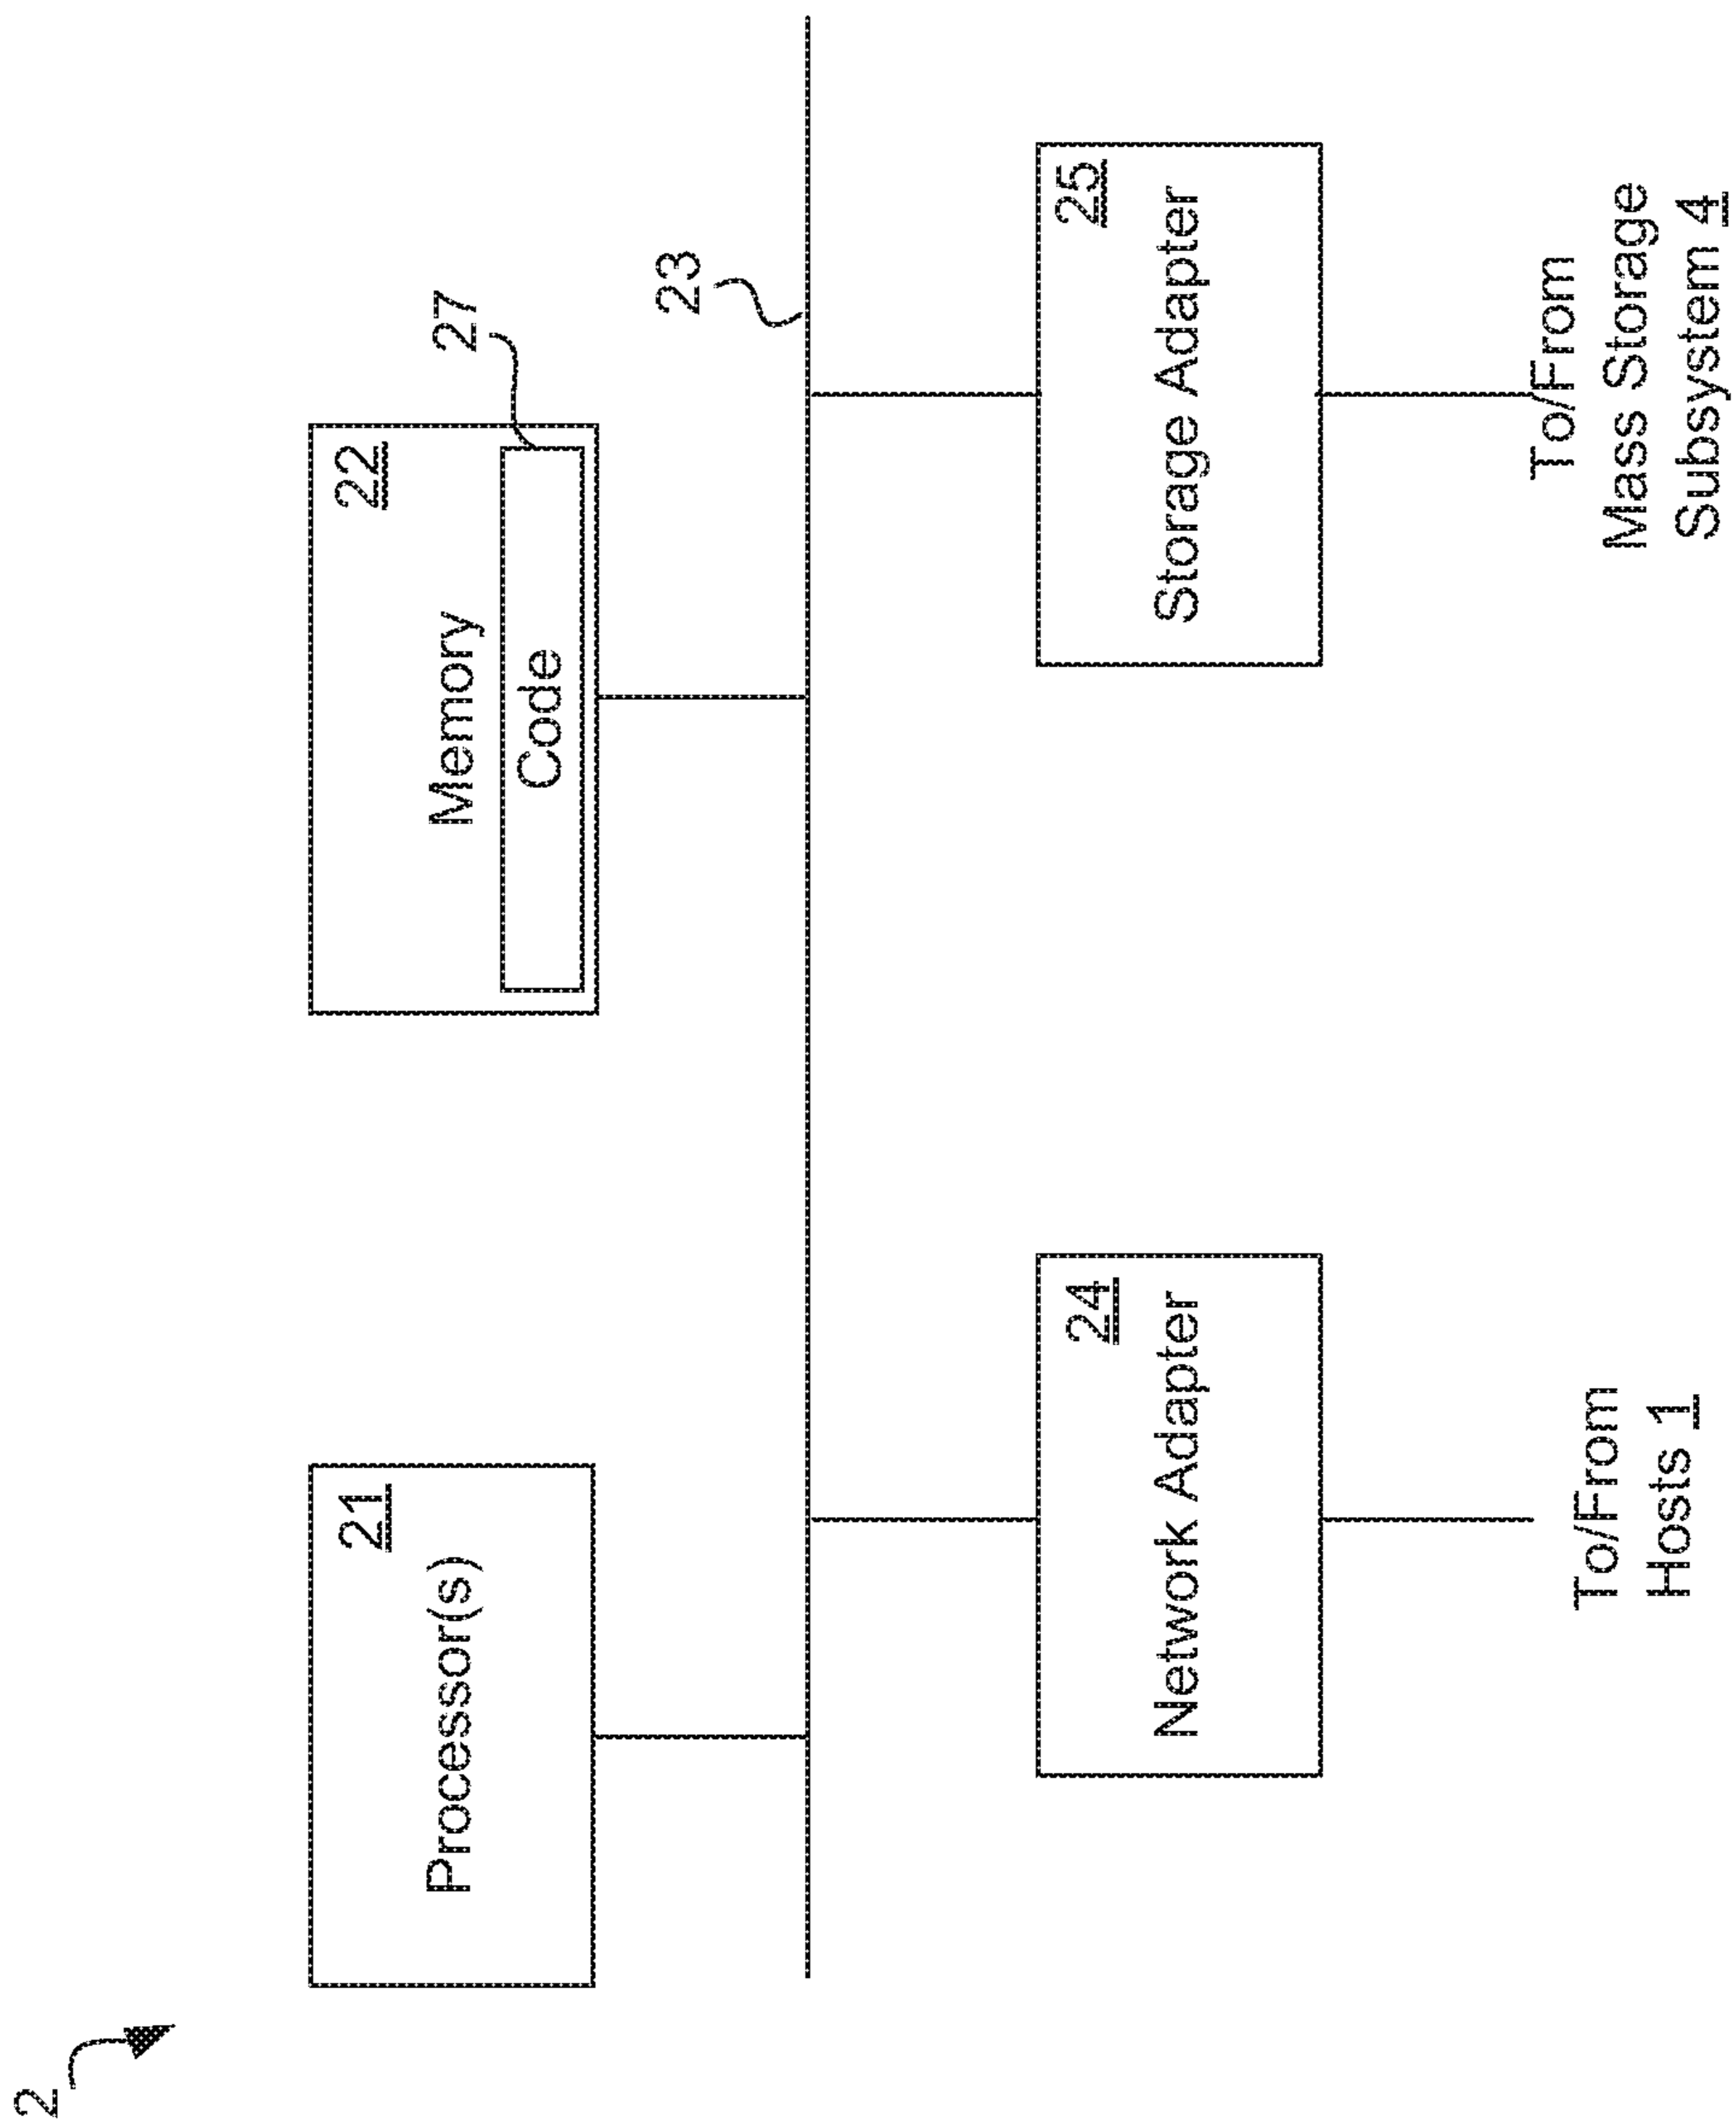 2
21
Processor(s)
22
Memory
27
Code
23
24
Network Adapter
25
Storage Adapter
To/From
Hosts 1
To/From
Mass Storage
Subsystem 4